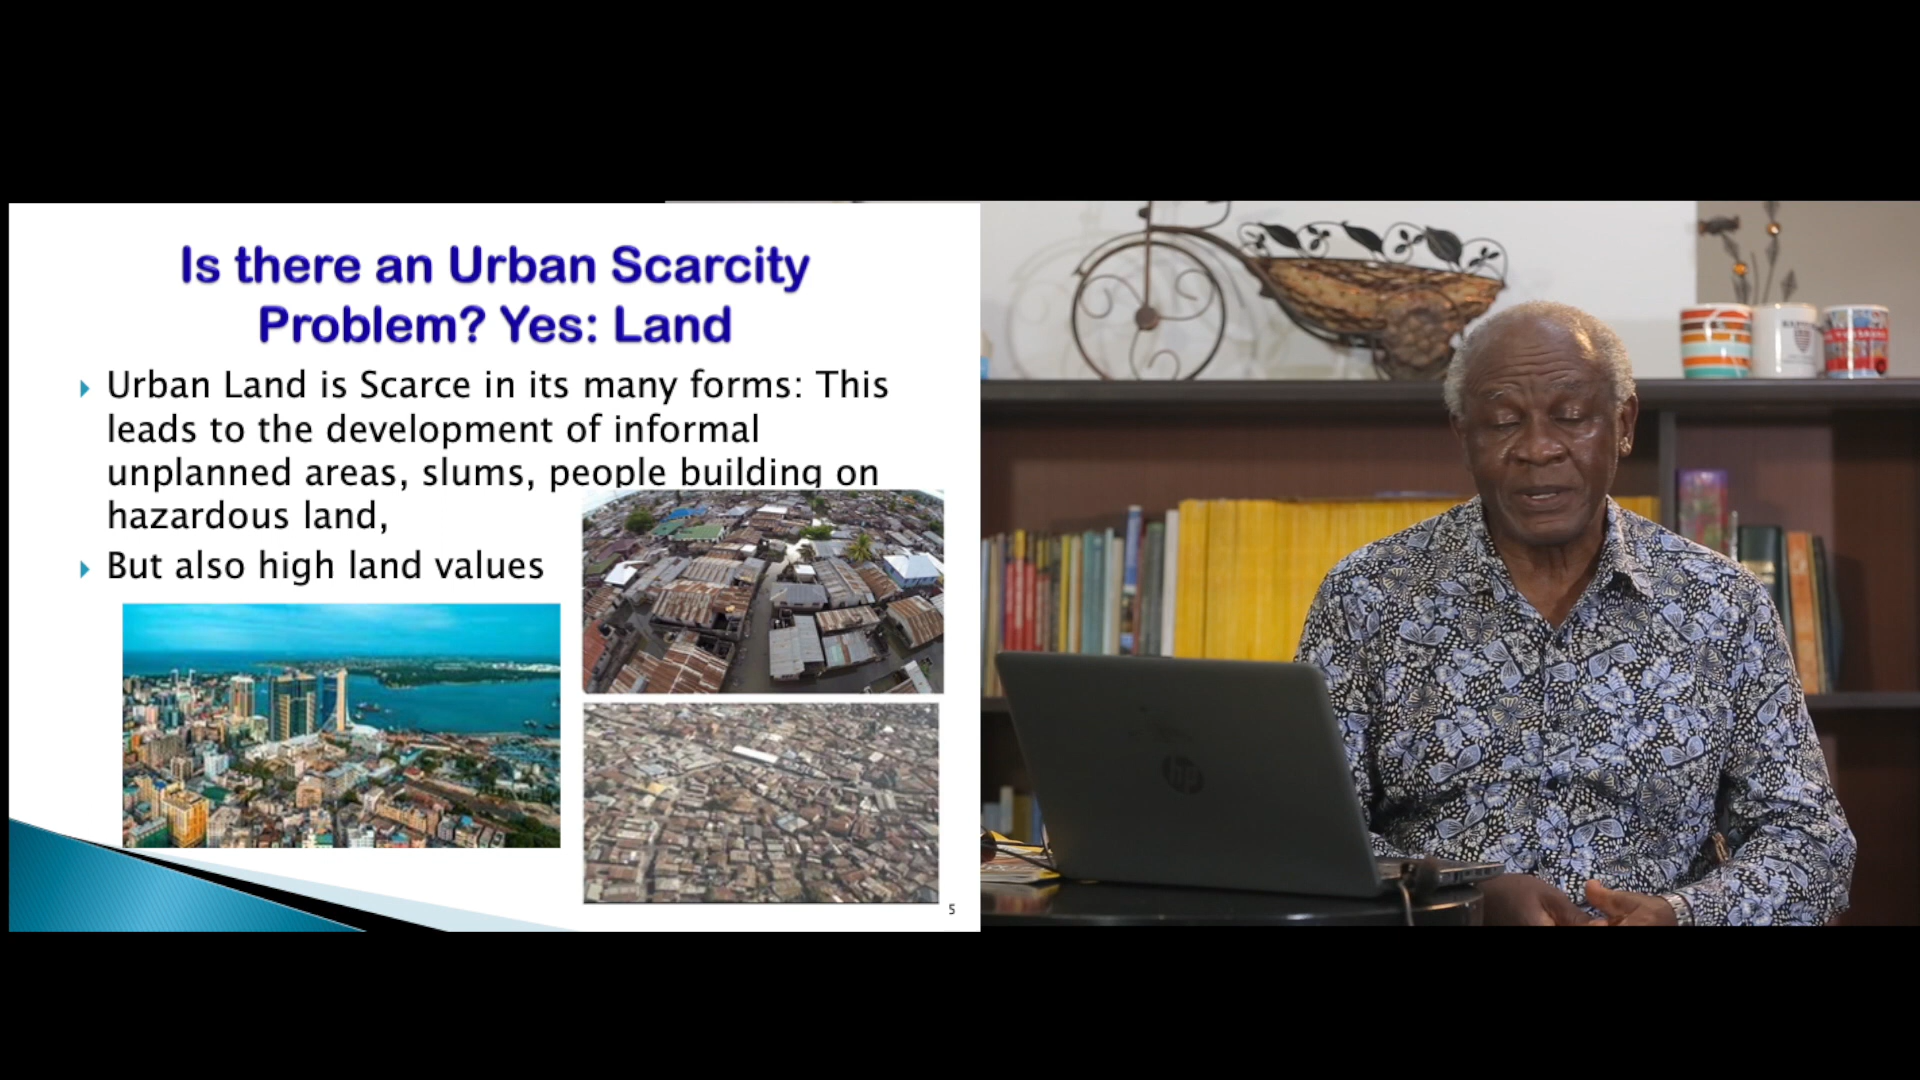 Is there an Urban Scarcity
Problem? Yes: Land
Urban Land is Scarce in its many forms: This
leads to the development of informal
unplanned areas, slums, people building on
hazardous land,
But also high land values
5
hp